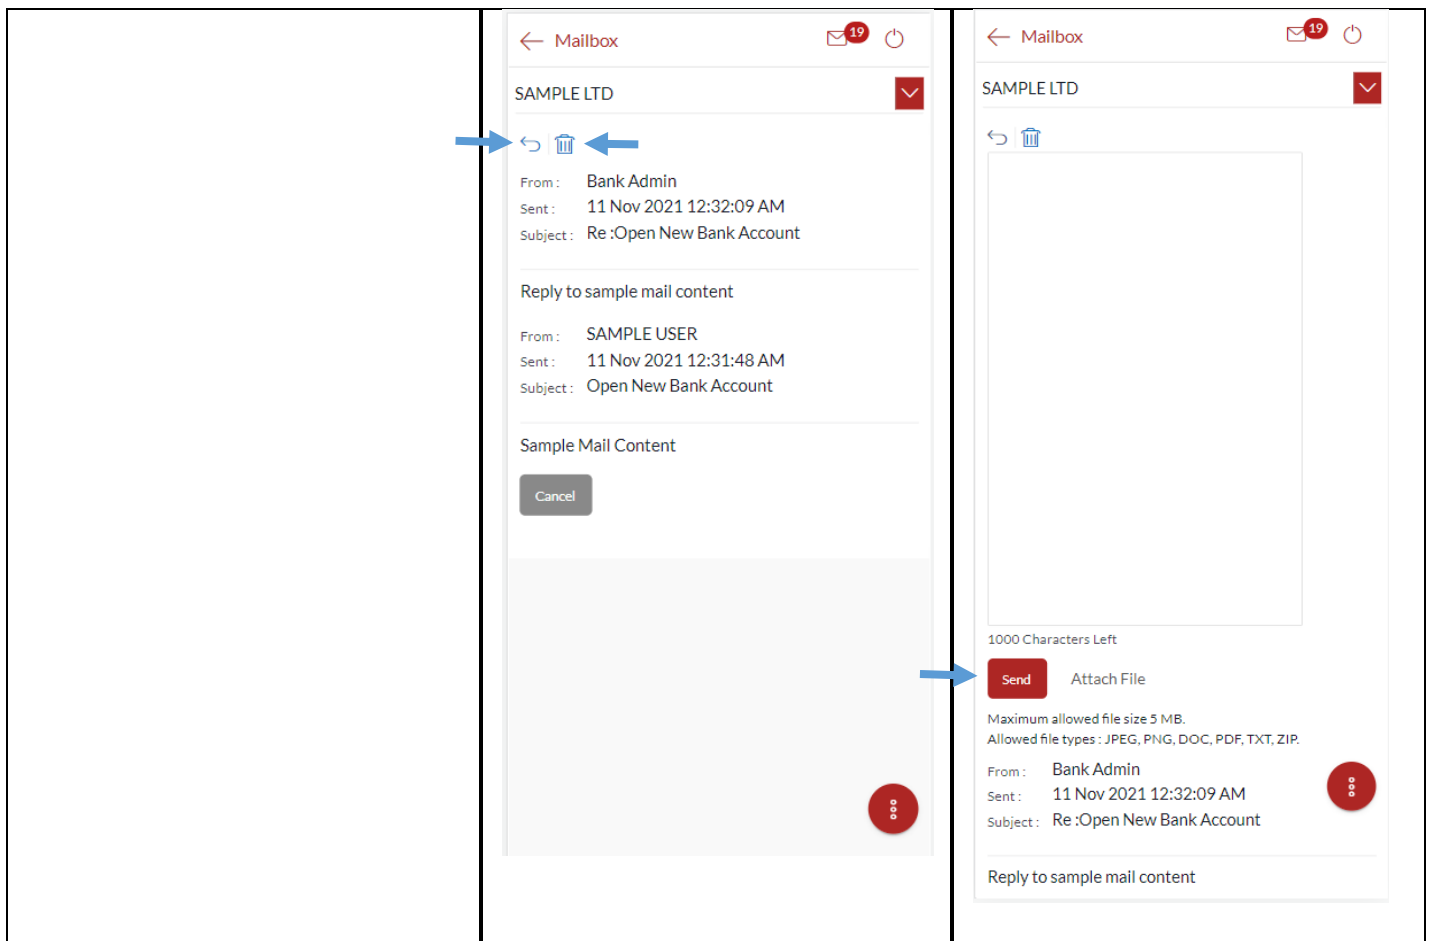 Mailbox
19
SAMPLE LTD
From :
Bank Admin
Sent :
11 Nov 2021 12:32:09 AM
Subject :
Re :Open New Bank Account
Reply to sample mail content
From :
SAMPLE USER
Sent :
11 Nov 2021 12:31:48 AM
Subject :
Open New Bank Account
Sample Mail Content
Cancel
Mailbox
19
SAMPLE LTD
1000 Characters Left
Send
Attach File
Maximum allowed file size 5 MB.
Allowed file types : JPEG, PNG, DOC, PDF, TXT, ZIP.
From :
Bank Admin
Sent :
11 Nov 2021 12:32:09 AM
Subject :
Re :Open New Bank Account
Reply to sample mail content